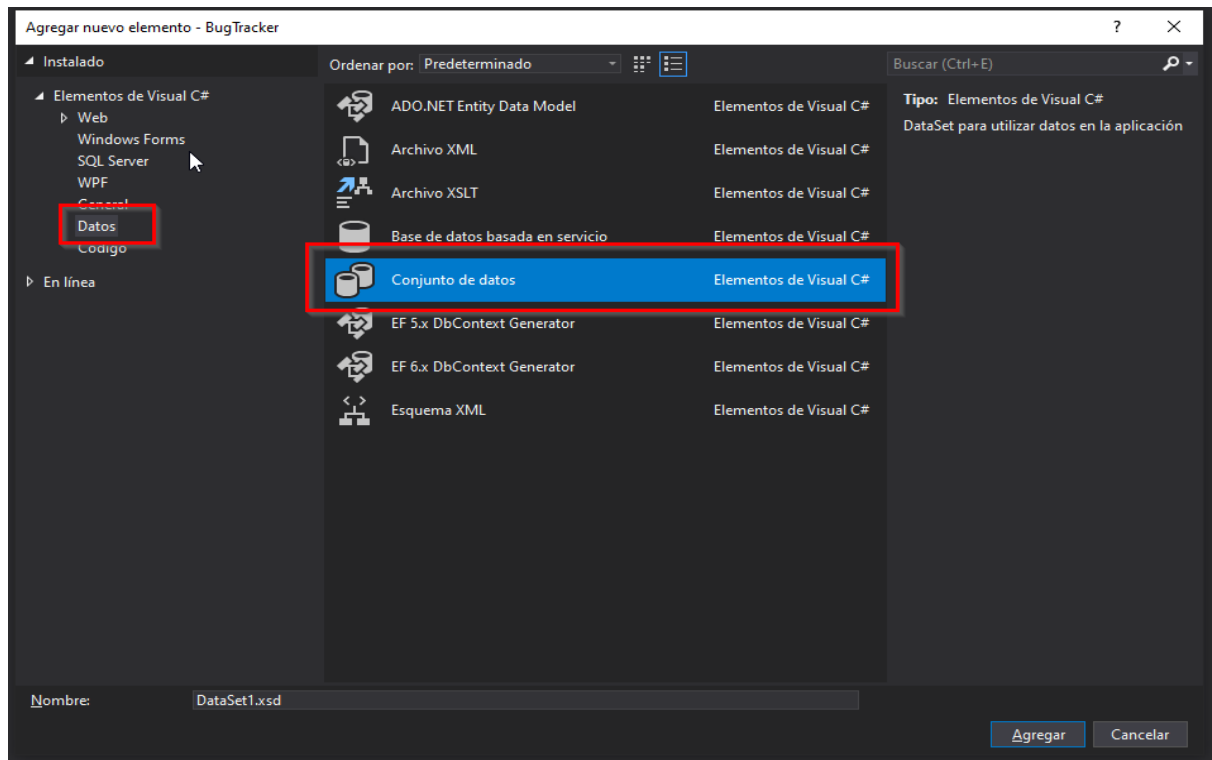 Agregar nuevo elemento - BugTracker
?
Instalado
Ordenar por: Predeterminado
Buscar (Ctrl+E)
Elementos de Visual C#
Web
Windows Forms
SQL Server
WPF
General
Datos
Código
En línea
ADO.NET Entity Data Model Elementos de Visual C#
Archivo XML Elementos de Visual C#
Archivo XSLT Elementos de Visual C#
Base de datos basada en servicio Elementos de Visual C#
Conjunto de datos Elementos de Visual C#
EF 5.x DbContext Generator Elementos de Visual C#
EF 6.x DbContext Generator Elementos de Visual C#
Esquema XML Elementos de Visual C#
Tipo: Elementos de Visual C#
DataSet para utilizar datos en la aplicación
Nombre: DataSet1.xsd
Agregar Cancelar